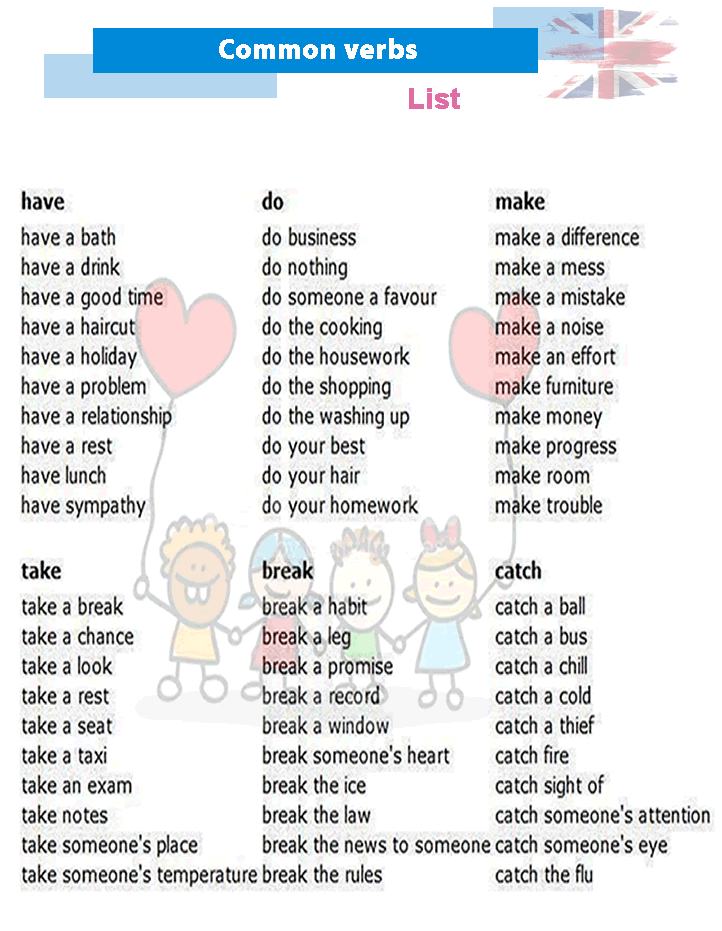 Common verbs
List
have
have a bath
have a drink
have a good time
have a haircut
have a holiday
have a problem
have a relationship
have a rest
have lunch
have sympathy
do
do business
do nothing
do someone a favour
do the cooking
do the housework
do the shopping
do the washing up
do your best
do your hair
do your homework
make
make a difference
make a mess
make a mistake
make a noise
make an effort
make furniture
make money
make progress
make room
make trouble
take
take a break
take a chance
take a look
take a rest
take a seat
take a taxi
take an exam
take notes
take someone's place
take someone's temperature
break
break a habit
break a leg
break a promise
break a record
break a window
break someone's heart
break the ice
break the law
break the news to someone
break the rules
catch
catch a ball
catch a bus
catch a chill
catch a cold
catch a thief
catch fire
catch sight of
catch someone's attention
catch someone's eye
catch the flu